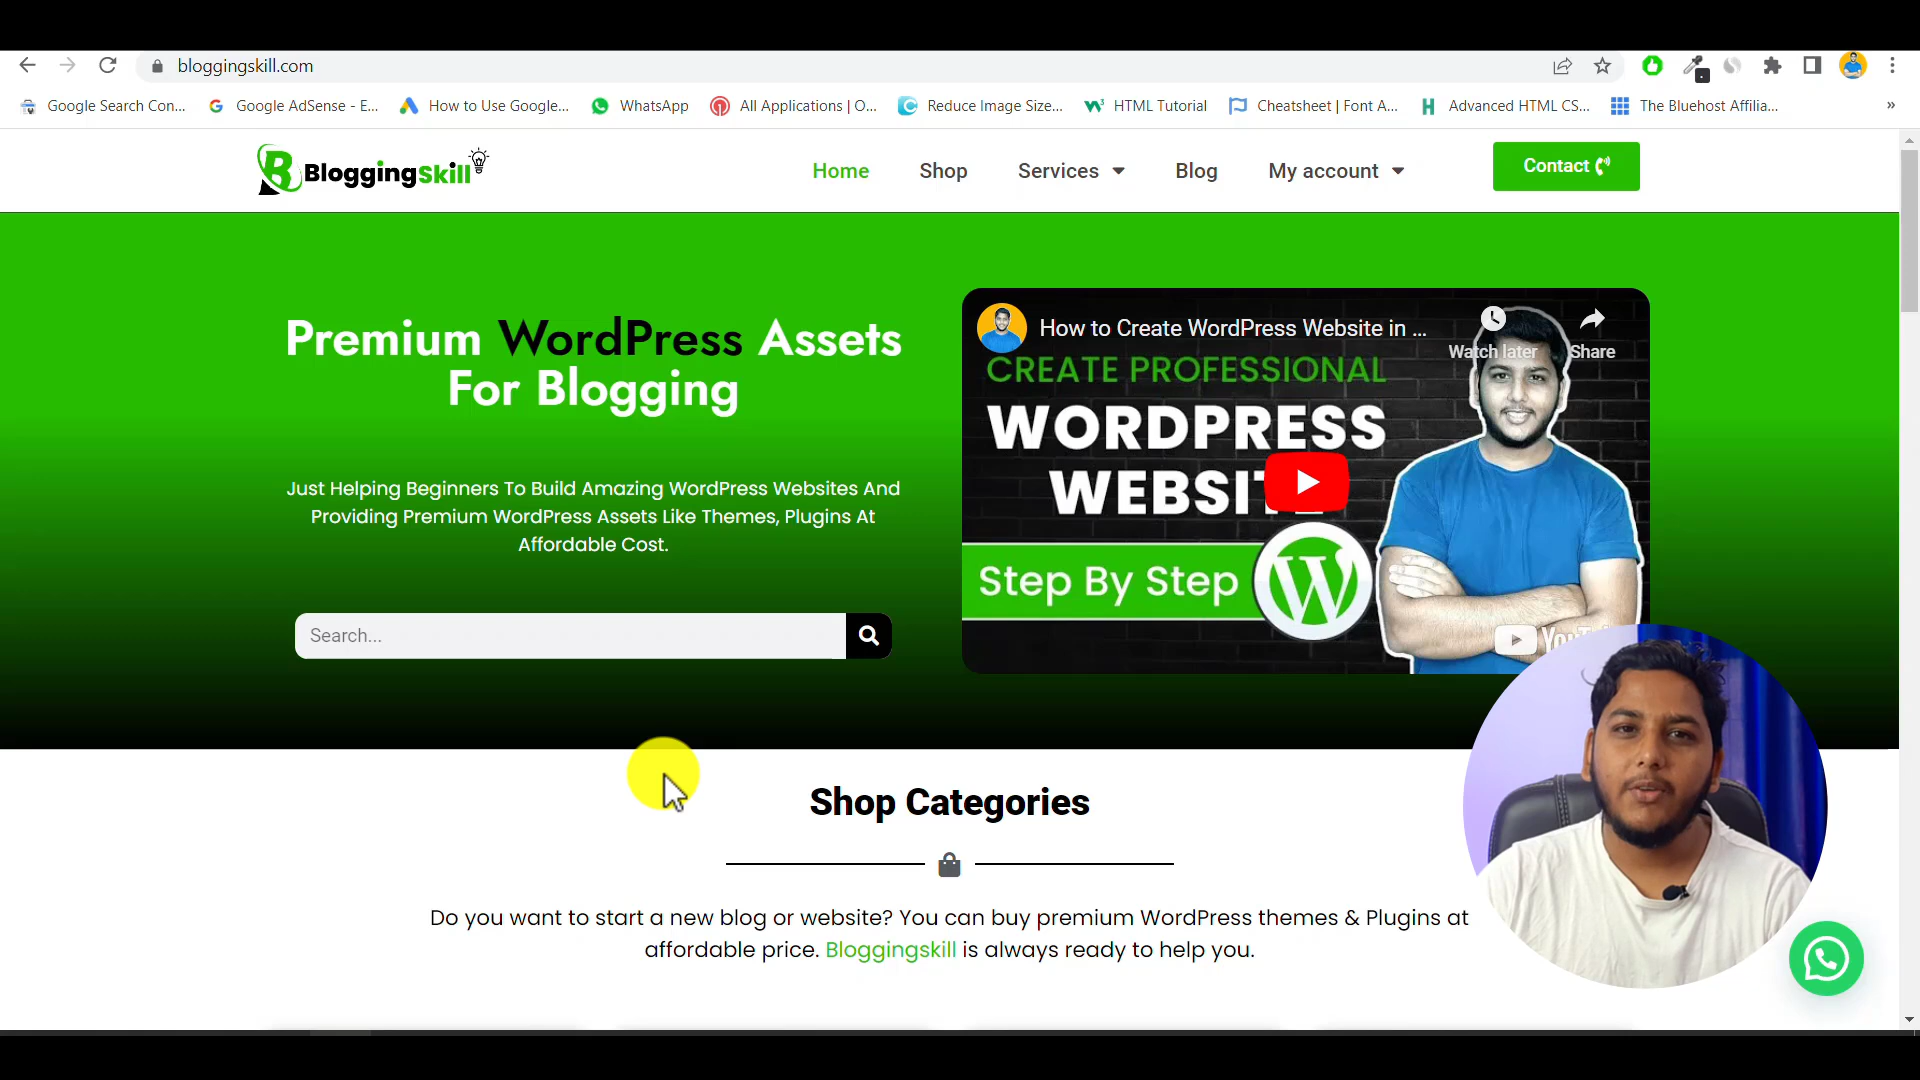 bloggingskill.com
Google Search Con...
Google AdSense - E...
How to Use Google...
WhatsApp
All Applications | O...
Reduce Image Size...
HTML Tutorial
Cheatsheet | Font A...
Advanced HTML CS...
The Bluehost Affilia...
»
BloggingSkill
Home
Shop
Services
Blog
My account
Contact
Premium WordPress Assets
For Blogging
Just Helping Beginners To Build Amazing WordPress Websites And
Providing Premium WordPress Assets Like Themes, Plugins At
Affordable Cost.
Search...
How to Create WordPress Website in ...
Watch later
Share
CREATE PROFESSIONAL
WORDPRESS
Step By Step
Shop Categories
Do you want to start a new blog or website? You can buy premium WordPress themes & Plugins at
affordable price. Bloggingskill is always ready to help you.